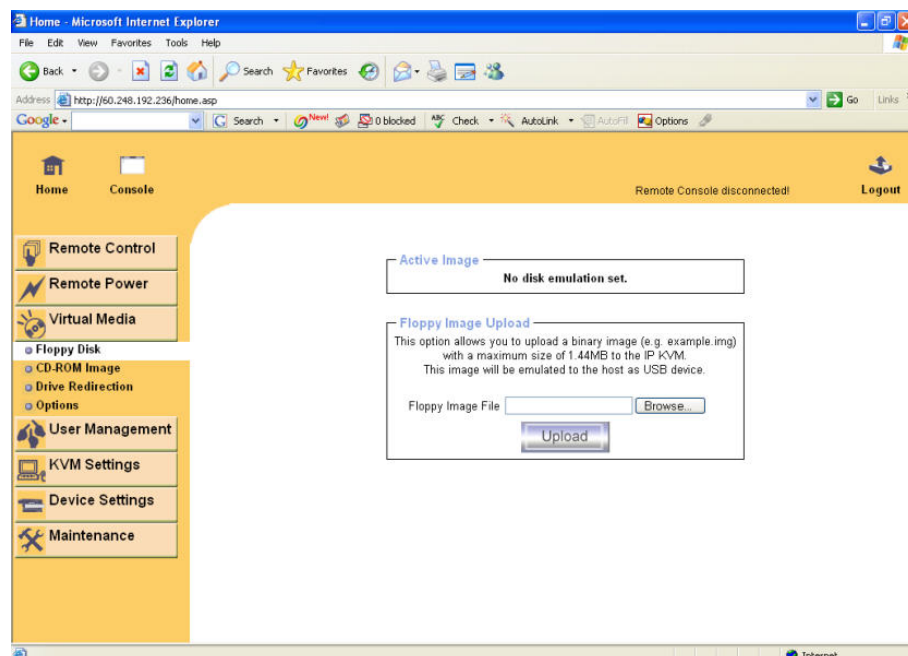 Home - Microsoft Internet Explorer
File Edit View Favorites Tools Help
Back Search Favorites
Address http://60.248.192.236/home.asp Go Links
Google Search New! 0 blocked ABC Check AutoLink AutoFill Options
Home Console Remote Console disconnected! Logout
Remote Control
Remote Power
Virtual Media
Floppy Disk
CD-ROM Image
Drive Redirection
Options
User Management
KVM Settings
Device Settings
Maintenance
Active Image
No disk emulation set.
Floppy Image Upload
This option allows you to upload a binary image (e.g. example.img)
with a maximum size of 1.44MB to the IP KVM.
This image will be emulated to the host as USB device.
Floppy Image File Browse...
Upload
Internet